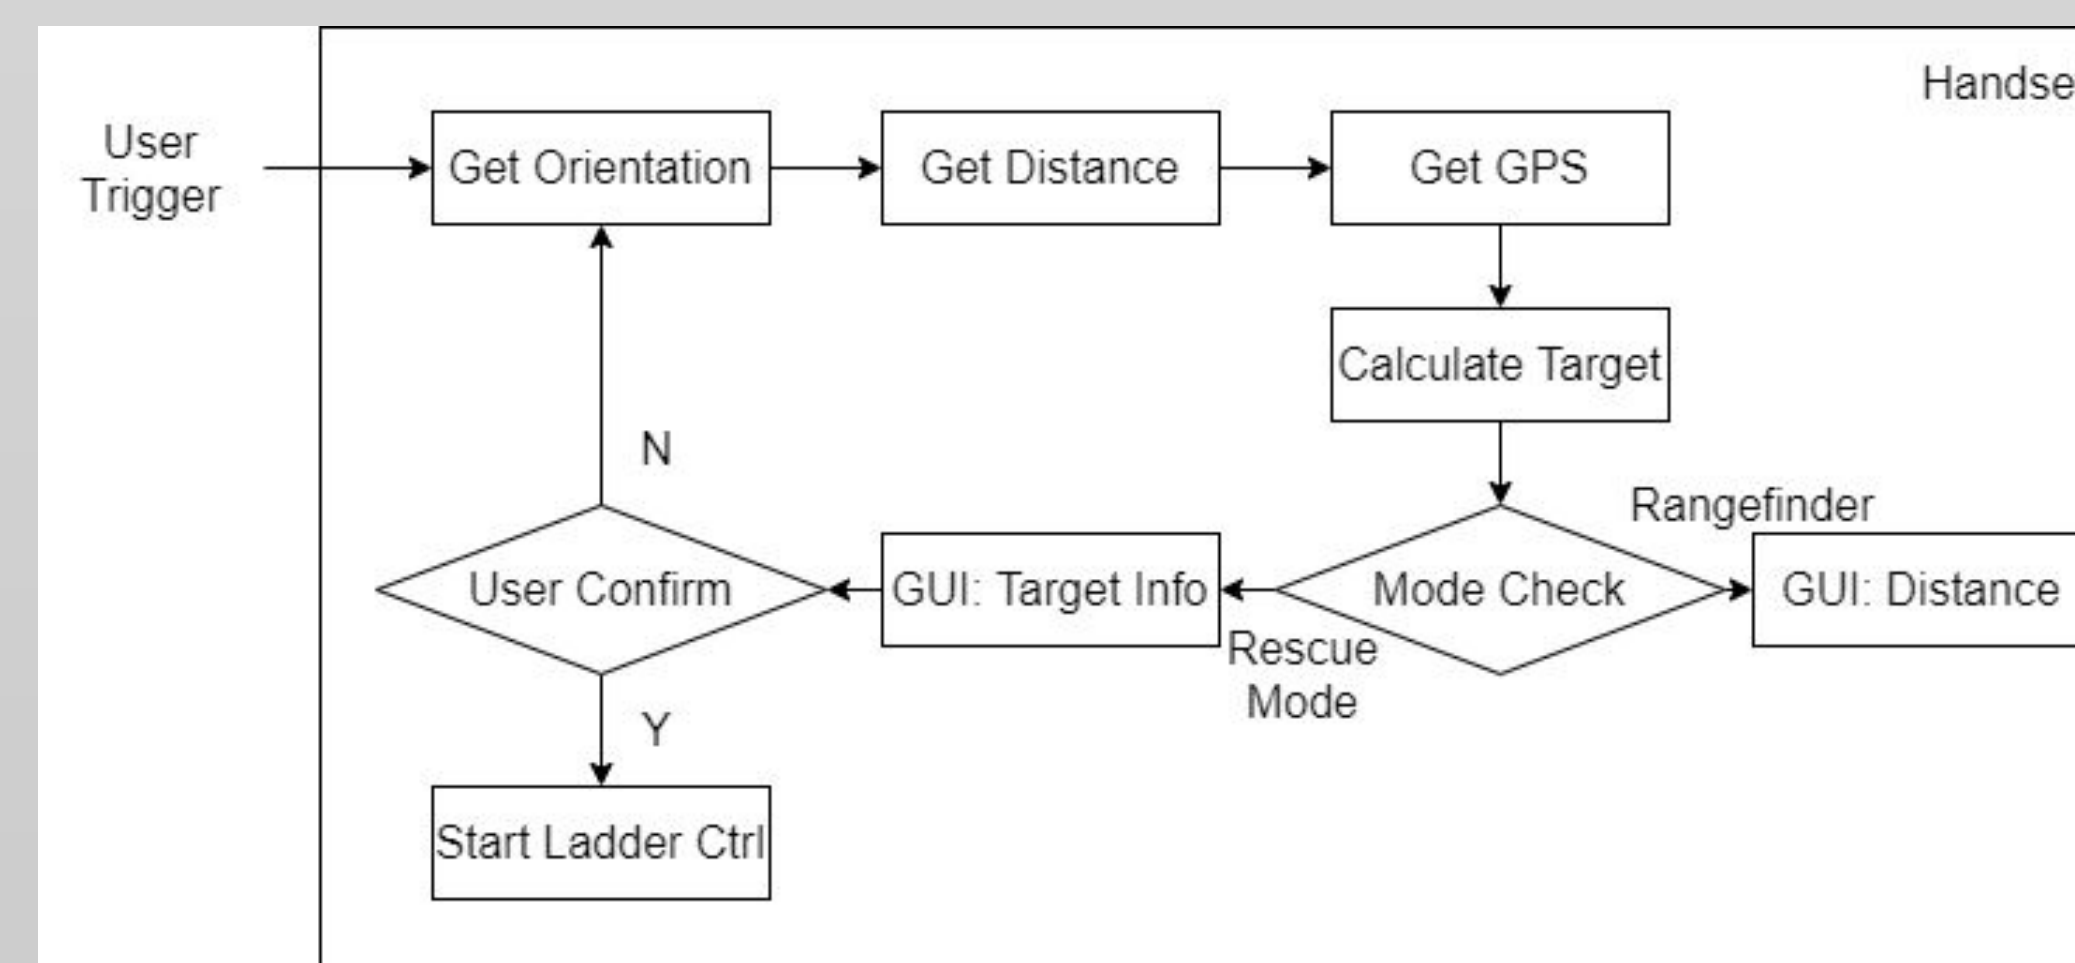 Handse
User
Trigger
Get Orientation
Get Distance
Get GPS
Calculate Target
N
Rangefinder
User Confirm
GUI: Target Info
Mode Check
GUI: Distance
Rescue
Mode
Y
Start Ladder Ctrl